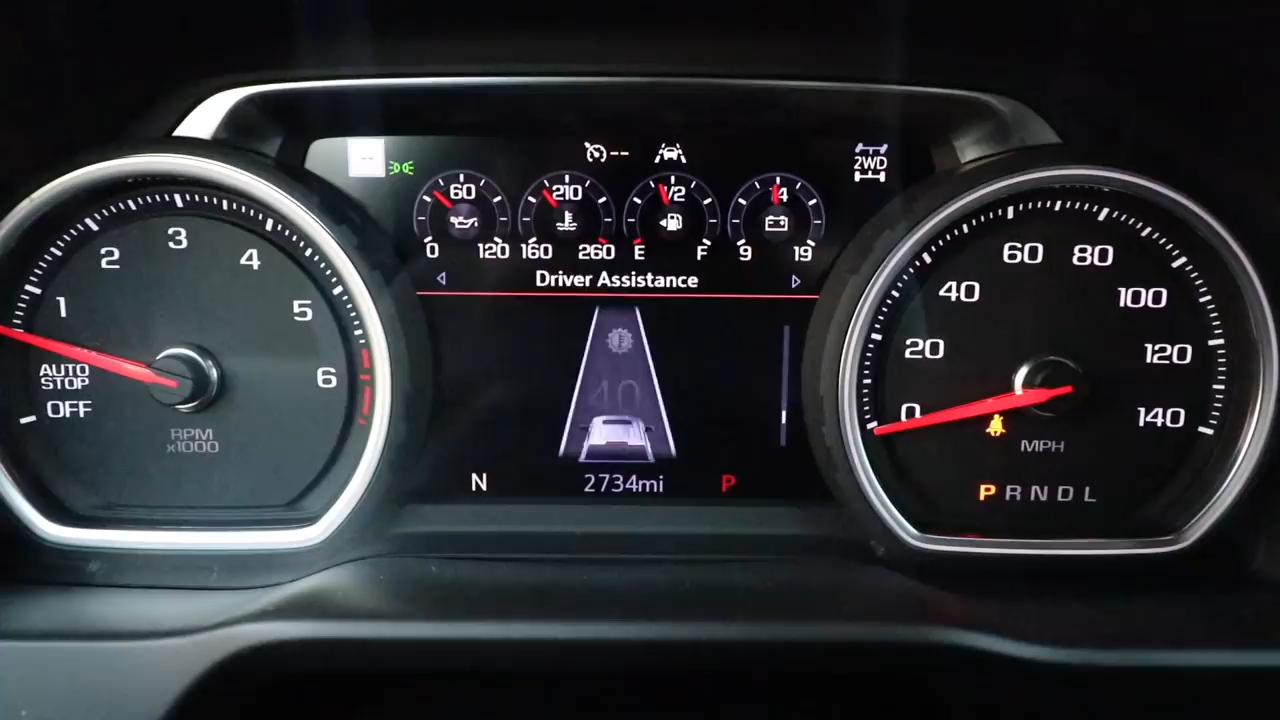 2WD
60
210
1/2
14
0 120
160 260
E F
9 19
Driver Assistance
40
N 2734mi P
1 2 3 4 5 6
AUTO
STOP
OFF
RPM
x1000
0 20 40 60 80 100 120 140
MPH
P R N D L